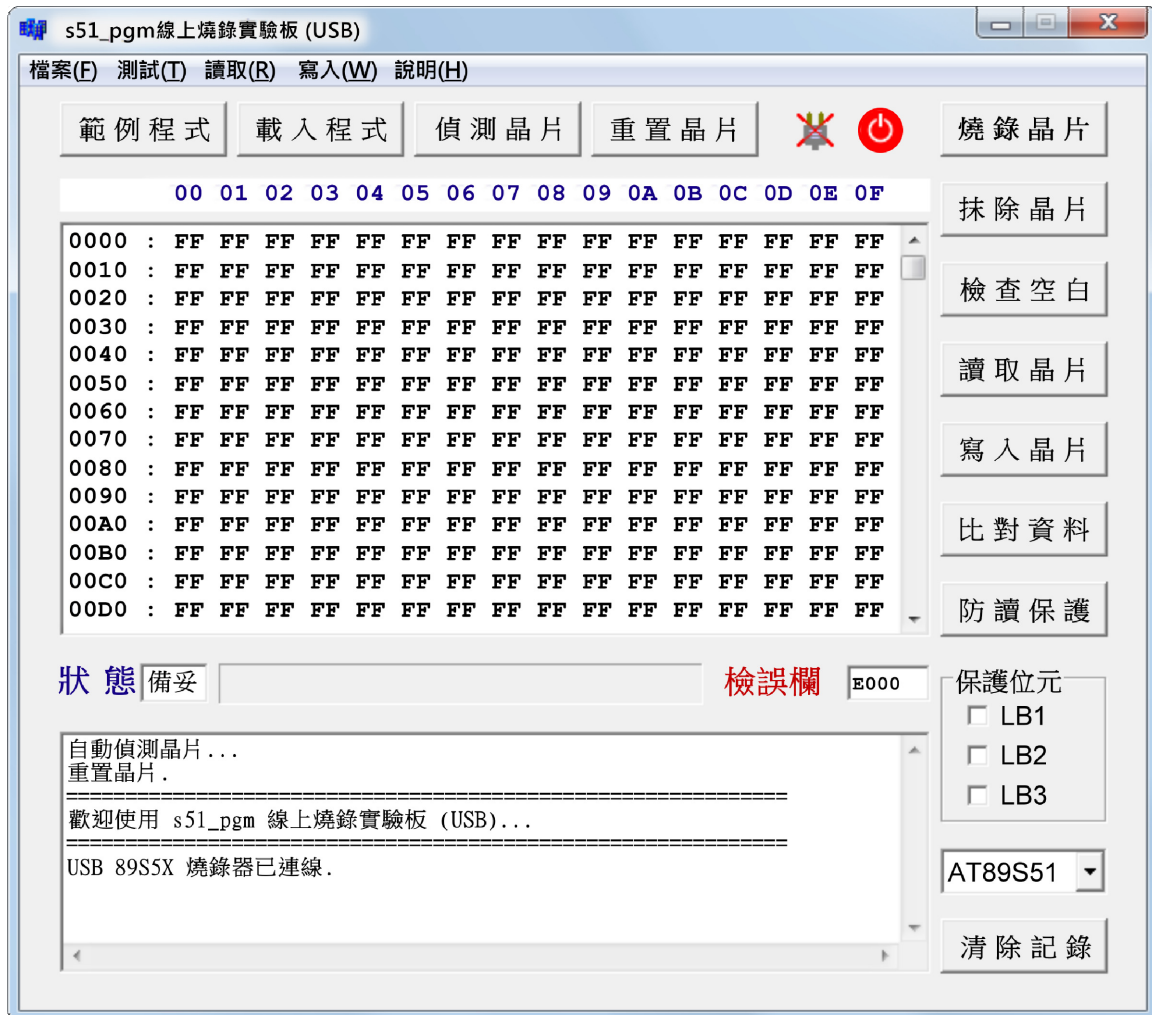 s51_pgm線上燒錄實驗板 (USB)
檔案(F) 測試(T) 讀取(R) 寫入(W) 說明(H)
範例程式 載入程式 偵測晶片 重置晶片 燒錄晶片
00 01 02 03 04 05 06 07 08 09 0A 0B 0C 0D 0E 0F
抹除晶片
0000 : FF FF FF FF FF FF FF FF FF FF FF FF FF FF FF FF
0010 : FF FF FF FF FF FF FF FF FF FF FF FF FF FF FF FF
0020 : FF FF FF FF FF FF FF FF FF FF FF FF FF FF FF FF
檢查空白
0030 : FF FF FF FF FF FF FF FF FF FF FF FF FF FF FF FF
0040 : FF FF FF FF FF FF FF FF FF FF FF FF FF FF FF FF
讀取晶片
0050 : FF FF FF FF FF FF FF FF FF FF FF FF FF FF FF FF
0060 : FF FF FF FF FF FF FF FF FF FF FF FF FF FF FF FF
0070 : FF FF FF FF FF FF FF FF FF FF FF FF FF FF FF FF
寫入晶片
0080 : FF FF FF FF FF FF FF FF FF FF FF FF FF FF FF FF
0090 : FF FF FF FF FF FF FF FF FF FF FF FF FF FF FF FF
00A0 : FF FF FF FF FF FF FF FF FF FF FF FF FF FF FF FF
比對資料
00B0 : FF FF FF FF FF FF FF FF FF FF FF FF FF FF FF FF
00C0 : FF FF FF FF FF FF FF FF FF FF FF FF FF FF FF FF
00D0 : FF FF FF FF FF FF FF FF FF FF FF FF FF FF FF FF
防讀保護
狀態 備妥 檢誤欄 E000
保護位元
LB1
LB2
LB3
自動偵測晶片...
重置晶片.
=============================================================
歡迎使用 s51_pgm 線上燒錄實驗板 (USB)...
=============================================================
USB 89S5X 燒錄器已連線.
AT89S51
清除記錄